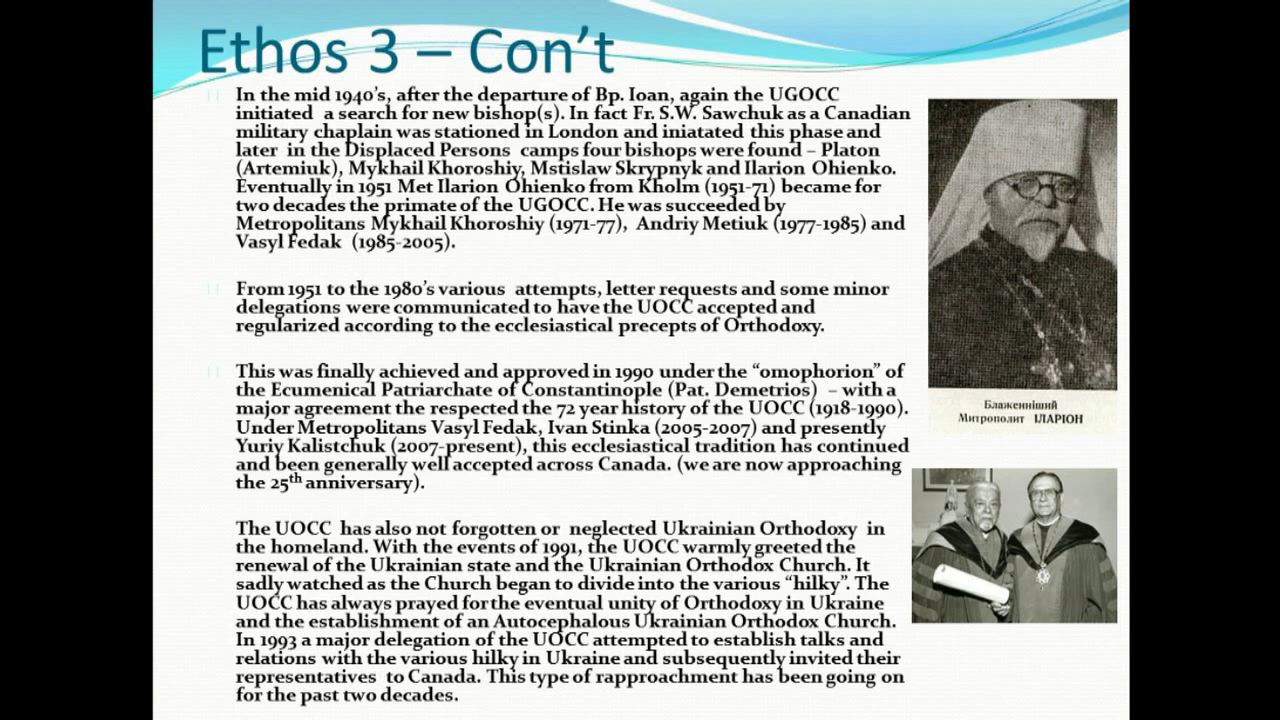 Ethos 3 – Con’t
In the mid 1940’s, after the departure of Bp. Ioan, again the UGOCC
initiated a search for new bishop(s). In fact Fr. S.W. Sawchuk as a Canadian
military chaplain was stationed in London and iniatated this phase and
later in the Displaced Persons camps four bishops were found – Platon
(Artemiuk), Mykhail Khoroshiy, Mstislaw Skrypnyk and Ilarion Ohienko.
Eventually in 1951 Met Ilarion Ohienko from Kholm (1951-71) became for
two decades the primate of the UGOCC. He was succeeded by
Metropolitans Mykhail Khoroshiy (1971-77), Andriy Metiuk (1977-1985) and
Vasyl Fedak (1985-2005).
From 1951 to the 1980’s various attempts, letter requests and some minor
delegations were communicated to have the UOCC accepted and
regularized according to the ecclesiastical precepts of Orthodoxy.
This was finally achieved and approved in 1990 under the “omophorion” of
the Ecumenical Patriarchate of Constantinople (Pat. Demetrios) – with a
major agreement the respected the 72 year history of the UOCC (1918-1990).
Under Metropolitans Vasyl Fedak, Ivan Stinka (2005-2007) and presently
Yuriy Kalistchuk (2007-present), this ecclesiastical tradition has continued
and been generally well accepted across Canada. (we are now approaching
the 25th anniversary).
The UOCC has also not forgotten or neglected Ukrainian Orthodoxy in
the homeland. With the events of 1991, the UOCC warmly greeted the
renewal of the Ukrainian state and the Ukrainian Orthodox Church. It
sadly watched as the Church began to divide into the various “hilky”. The
UOCC has always prayed for the eventual unity of Orthodoxy in Ukraine
and the establishment of an Autocephalous Ukrainian Orthodox Church.
In 1993 a major delegation of the UOCC attempted to establish talks and
relations with the various hilky in Ukraine and subsequently invited their
representatives to Canada. This type of rapproachment has been going on
for the past two decades.
Блаженніший
Митрополит ІЛАРІОН